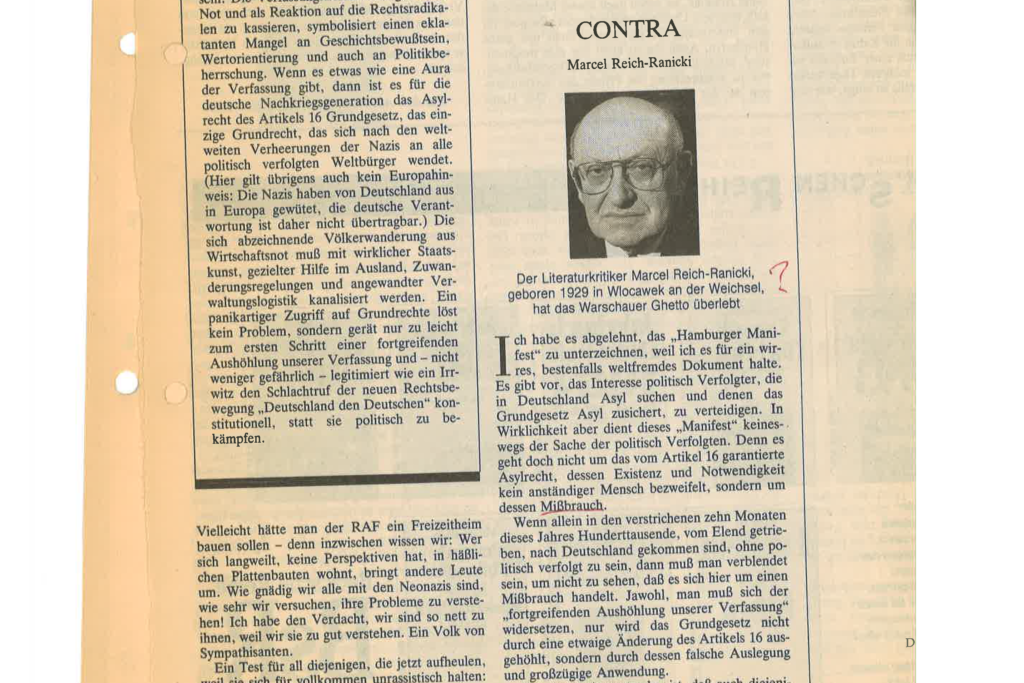 Not und als Reaktion auf die Rechtsradika-
len zu kassieren, symbolisiert einen ekla-
tanten Mangel an Geschichtsbewußtsein,
Wertorientierung und auch an Politikbe-
herrschung. Wenn es etwas wie eine Aura
der Verfassung gibt, dann ist es für die
deutsche Nachkriegsgeneration das Asyl-
recht des Artikels 16 Grundgesetz, das ein-
zige Grundrecht, das sich nach den welt-
weiten Verheerungen der Nazis an alle
politisch verfolgten Weltbürger wendet.
(Hier gilt übrigens auch kein Europahin-
weis: Die Nazis haben von Deutschland aus
in Europa gewütet, die deutsche Verant-
wortung ist daher nicht übertragbar.) Die
sich abzeichnende Völkerwanderung aus
Wirtschaftsnot muß mit wirklicher Staats-
kunst, gezielter Hilfe im Ausland, Zuwan-
derungsregelungen und angewandter Ver-
waltungslogistik kanalisiert werden. Ein
panikartiger Zugriff auf Grundrechte löst
kein Problem, sondern gerät nur zu leicht
zum ersten Schritt einer fortgreifenden
Aushöhlung unserer Verfassung und – nicht
weniger gefährlich – legitimiert wie ein Irr-
witz den Schlachtruf der neuen Rechtsbe-
wegung „Deutschland den Deutschen“ kon-
stitutionell, statt sie politisch zu be-
kämpfen.
Vielleicht hätte man der RAF ein Freizeitheim
bauen sollen – denn inzwischen wissen wir: Wer
sich langweilt, keine Perspektiven hat, in häßli-
chen Plattenbauten wohnt, bringt andere Leute
um. Wie gnädig wir alle mit den Neonazis sind,
wie sehr wir versuchen, ihre Probleme zu verste-
hen! Ich habe den Verdacht, wir sind so nett zu
ihnen, weil wir sie zu gut verstehen. Ein Volk von
Sympathisanten.
Ein Test für all diejenigen, die jetzt aufheulen,
weil sie sich für vollkommen unrassistisch halten:
CONTRA
Marcel Reich-Ranicki
Der Literaturkritiker Marcel Reich-Ranicki,
geboren 1929 in Wlocawek an der Weichsel, ?
hat das Warschauer Ghetto überlebt
Ich habe es abgelehnt, das „Hamburger Mani-
fest“ zu unterzeichnen, weil ich es für ein wir-
res, bestenfalls weltfremdes Dokument halte.
Es gibt vor, das Interesse politisch Verfolgter, die
in Deutschland Asyl suchen und denen das
Grundgesetz Asyl zusichert, zu verteidigen. In
Wirklichkeit aber dient dieses „Manifest“ keines-
wegs der Sache der politisch Verfolgten. Denn es
geht doch nicht um das vom Artikel 16 garantierte
Asylrecht, dessen Existenz und Notwendigkeit
kein anständiger Mensch bezweifelt, sondern um
dessen Mißbrauch.
Wenn allein in den verstrichenen zehn Monaten
dieses Jahres Hunderttausende, vom Elend getrie-
ben, nach Deutschland gekommen sind, ohne po-
litisch verfolgt zu sein, dann muß man verblendet
sein, um nicht zu sehen, daß es sich hier um einen
Mißbrauch handelt. Jawohl, man muß sich der
„fortgreifenden Aushöhlung unserer Verfassung“
widersetzen, nur wird das Grundgesetz nicht
durch eine etwaige Änderung des Artikels 16 aus-
gehöhlt, sondern durch dessen falsche Auslegung
und großzügige Anwendung.
D